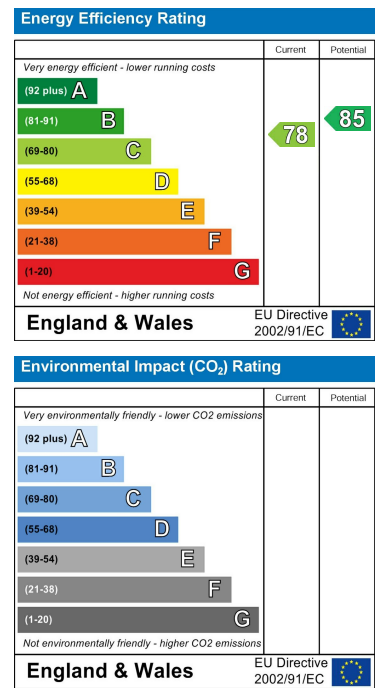 Energy Efficiency Rating
Current Potential
Very energy efficient - lower running costs
(92 plus) A
(81-91) B
(69-80) C
(55-68) D
(39-54) E
(21-38) F
(1-20) G
78 85
Not energy efficient - higher running costs
England & Wales EU Directive 2002/91/EC
Environmental Impact (CO₂) Rating
Current Potential
Very environmentally friendly - lower CO2 emissions
(92 plus) A
(81-91) B
(69-80) C
(55-68) D
(39-54) E
(21-38) F
(1-20) G
Not environmentally friendly - higher CO2 emissions
England & Wales EU Directive 2002/91/EC